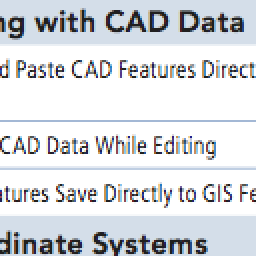 ng with CAD Data
d Paste CAD Features Direct
CAD Data While Editing
atures Save Directly to GIS Fe
dinate Systems